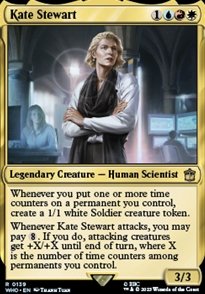 Kate Stewart 1
Legendary Creature — Human Scientist
Whenever you put one or more time
counters on a permanent you control,
create a 1/1 white Soldier creature token.
Whenever Kate Stewart attacks, you may
pay 8. If you do, attacking creatures
get +X/+X until end of turn, where X
is the number of time counters among
permanents you control.
3/3
R 0139
WHO • EN
© BBC
™ & © 2023 Wizards of the Coast